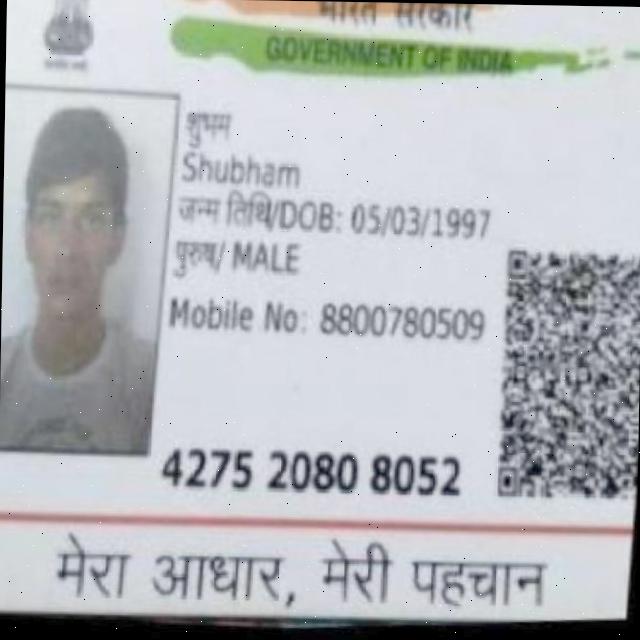 भारत सरकार
GOVERNMENT OF INDIA
शुभम
Shubham
जन्म तिथि/DOB: 05/03/1997
पुरुष/ MALE
Mobile No: 8800780509
4275 2080 8052
मेरा आधार, मेरी पहचान